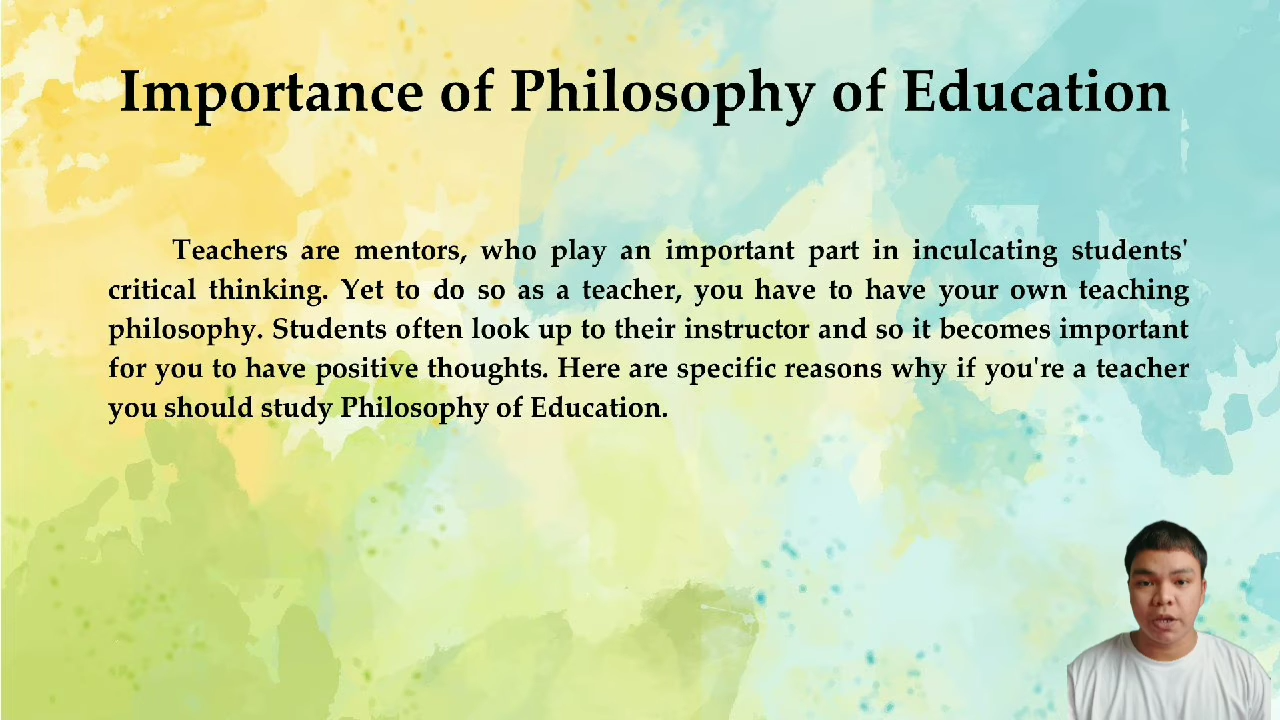 Importance of Philosophy of Education
Teachers are mentors, who play an important part in inculcating students'
critical thinking. Yet to do so as a teacher, you have to have your own teaching
philosophy. Students often look up to their instructor and so it becomes important
for you to have positive thoughts. Here are specific reasons why if you're a teacher
you should study Philosophy of Education.